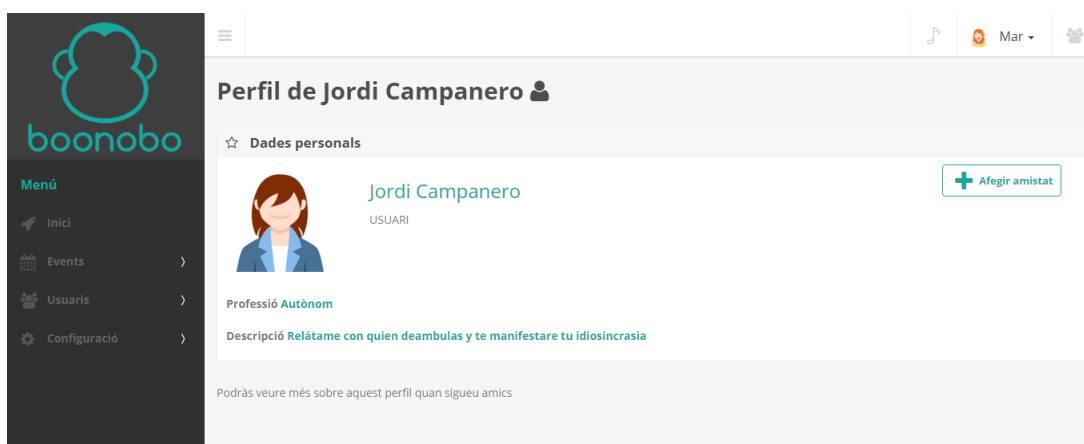 boonobo
Mar
Perfil de Jordi Campanero
Dades personals
Menú
Inici
Events
Usuaris
Configuració
Jordi Campanero
USUARI
Afegir amistat
Professió Autònom
Descripció Relátame con quien deambulas y te manifestare tu idiosincrasia
Podràs veure més sobre aquest perfil quan sigueu amics